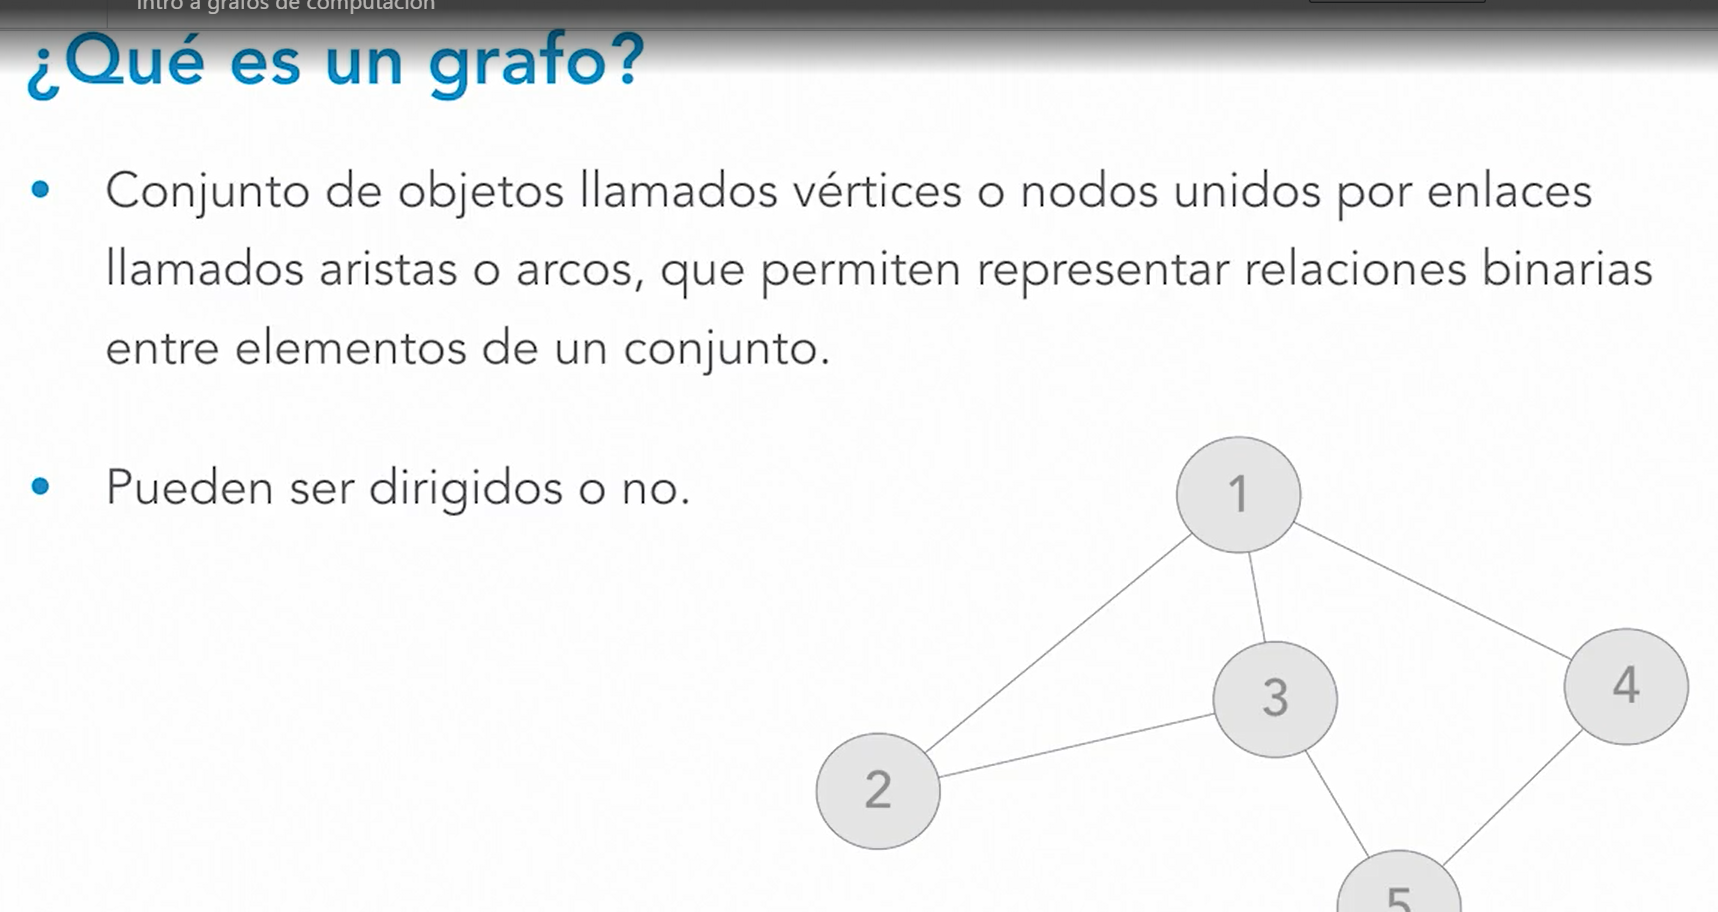 Intro a grafos de computación
¿Qué es un grafo?
• Conjunto de objetos llamados vértices o nodos unidos por enlaces
llamados aristas o arcos, que permiten representar relaciones binarias
entre elementos de un conjunto.
• Pueden ser dirigidos o no.
1
3
4
2
5